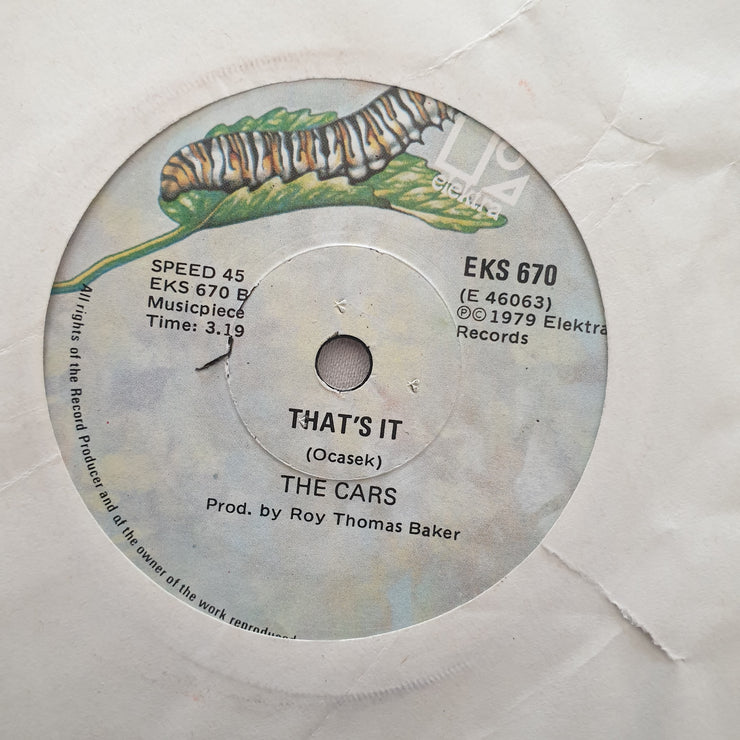 elektra
SPEED 45
EKS 670 B
Musicpiece
Time: 3.19
EKS 670
(E 46063)
Ⓟ© 1979 Elektra
Records
THAT'S IT
(Ocasek)
THE CARS
Prod. by Roy Thomas Baker
All rights of the Record Producer and of the owner of the work reproduced